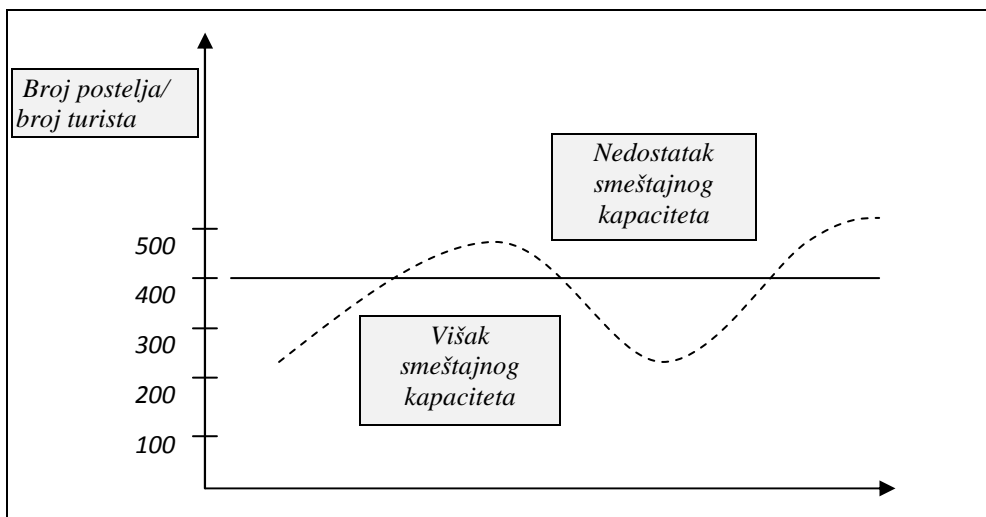 Broj postelja/
broj turista
Nedostatak
smeštajnog
kapaciteta
500
400
300
Višak
smeštajnog
kapaciteta
200
100